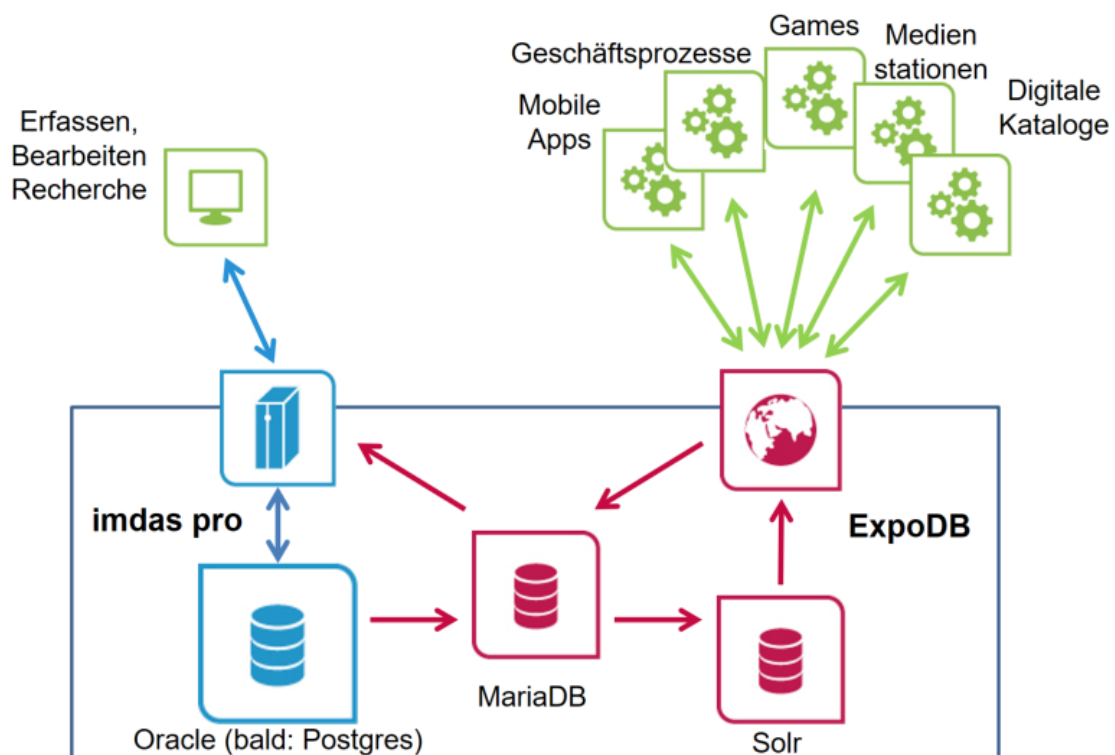 Games
Geschäftsprozesse
Medien
stationen
Mobile
Apps
Digitale
Kataloge
Erfassen,
Bearbeiten
Recherche
imdas pro
ExpoDB
MariaDB
Oracle (bald: Postgres)
Solr